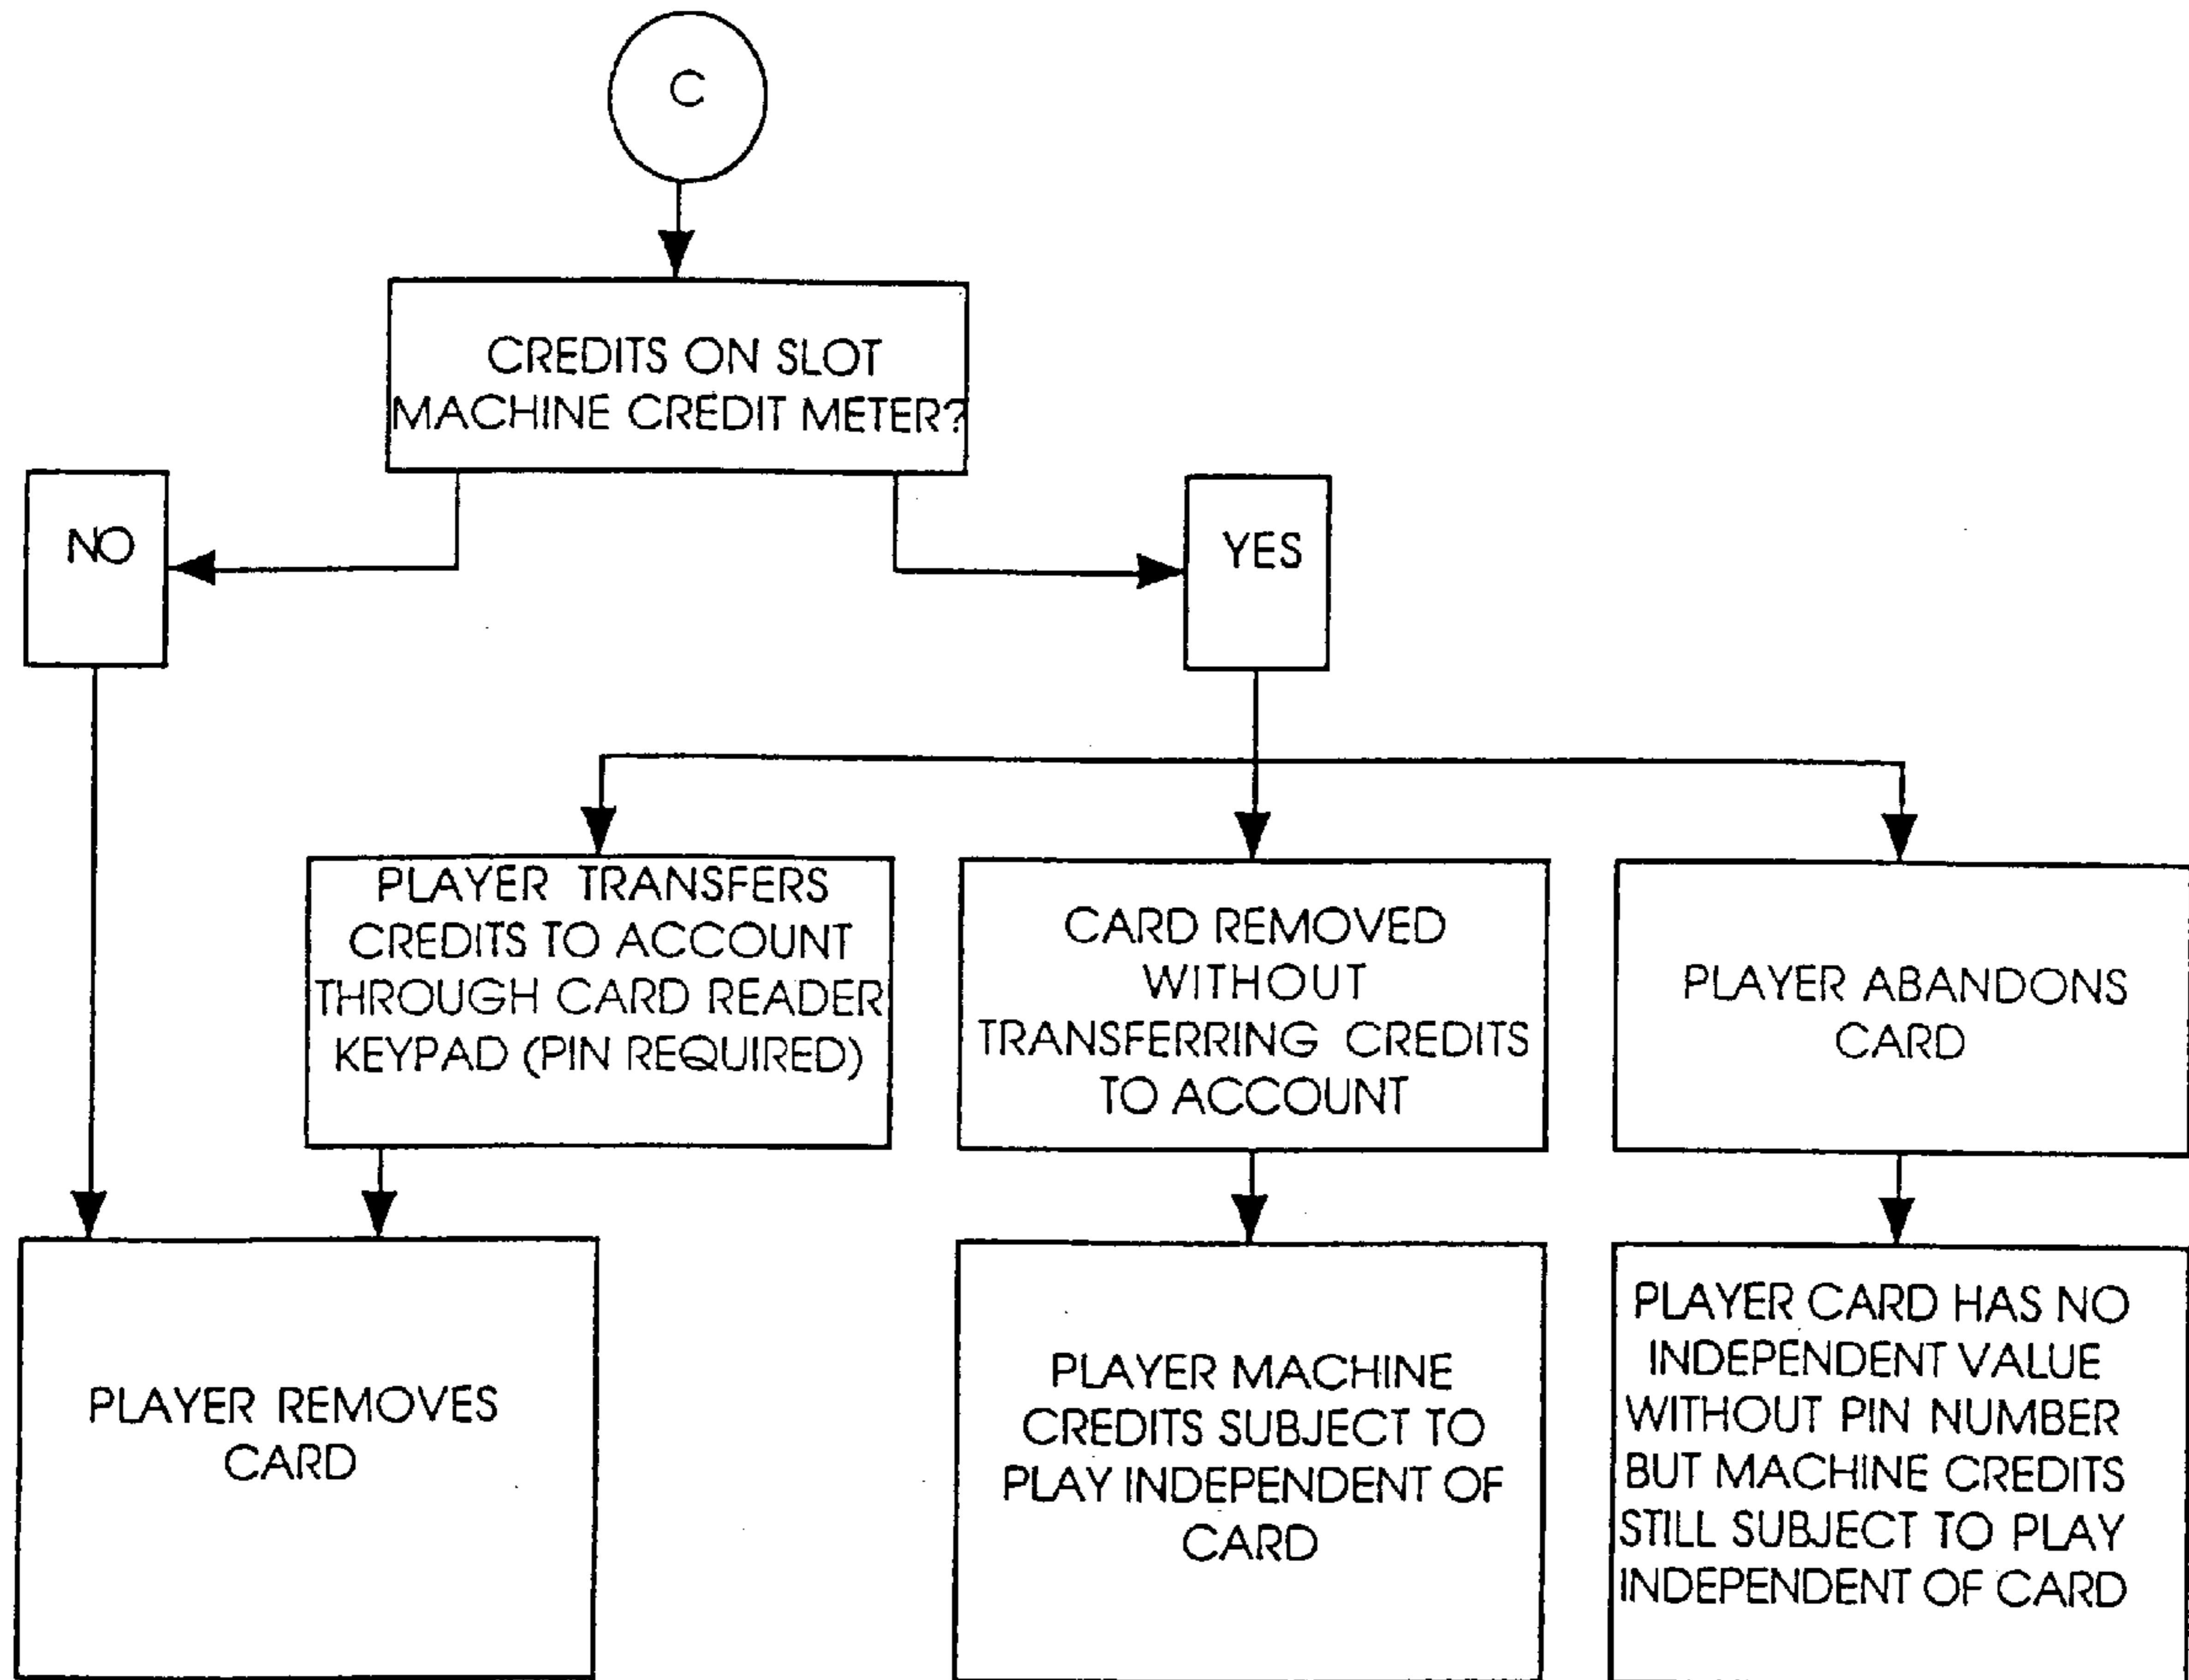 C
CREDITS ON SLOT
MACHINE CREDIT METER?
NO
YES
PLAYER TRANSFERS
CREDITS TO ACCOUNT
THROUGH CARD READER
KEYPAD (PIN REQUIRED)
CARD REMOVED
WITHOUT
TRANSFERRING CREDITS
TO ACCOUNT
PLAYER ABANDONS
CARD
PLAYER REMOVES
CARD
PLAYER MACHINE
CREDITS SUBJECT TO
PLAY INDEPENDENT OF
CARD
PLAYER CARD HAS NO
INDEPENDENT VALUE
WITHOUT PIN NUMBER
BUT MACHINE CREDITS
STILL SUBJECT TO PLAY
INDEPENDENT OF CARD